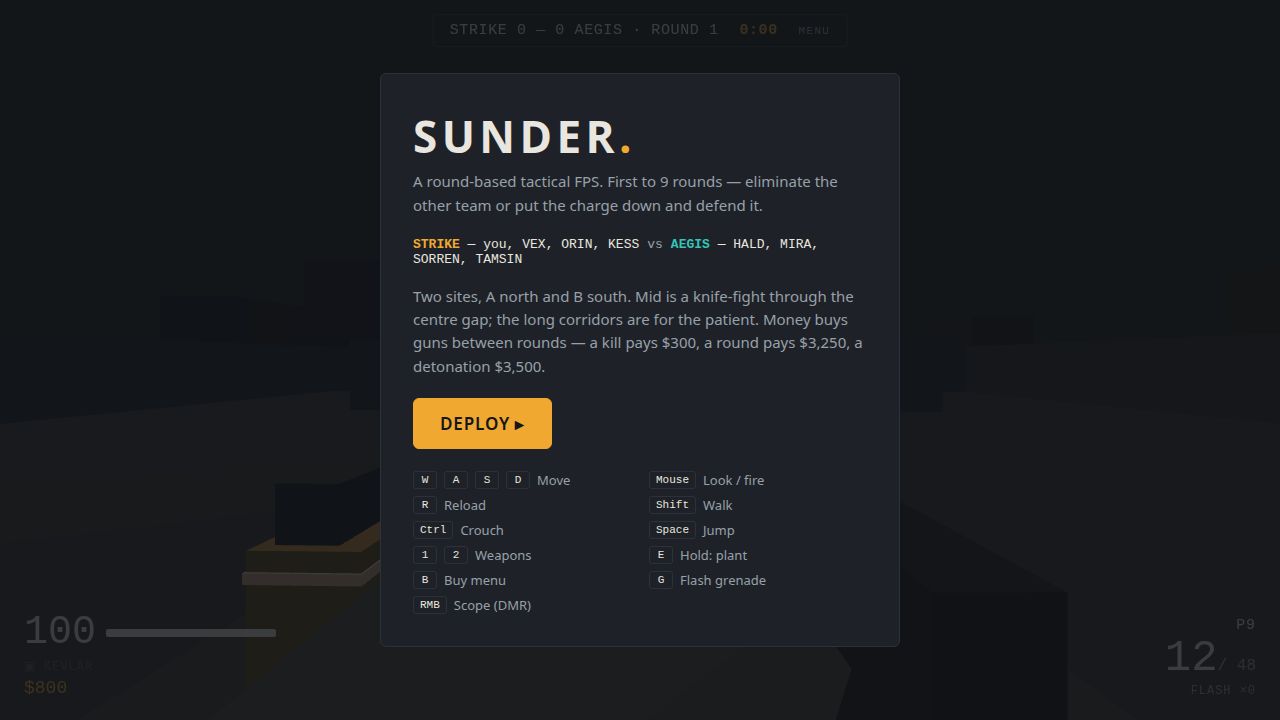 STRIKE 0 — 0 AEGIS · ROUND 1 0:00 MENU
SUNDER.
A round-based tactical FPS. First to 9 rounds — eliminate the
other team or put the charge down and defend it.
STRIKE — you, VEX, ORIN, KESS vs AEGIS — HALD, MIRA,
SORREN, TAMSIN
Two sites, A north and B south. Mid is a knife-fight through the
centre gap; the long corridors are for the patient. Money buys
guns between rounds — a kill pays $300, a round pays $3,250, a
detonation $3,500.
DEPLOY ▸
W A S D Move
Mouse Look / fire
R Reload
Shift Walk
Ctrl Crouch
Space Jump
1 2 Weapons
E Hold: plant
B Buy menu
G Flash grenade
RMB Scope (DMR)
100
▣ KEVLAR
$800
P9
12 / 48
FLASH ×0